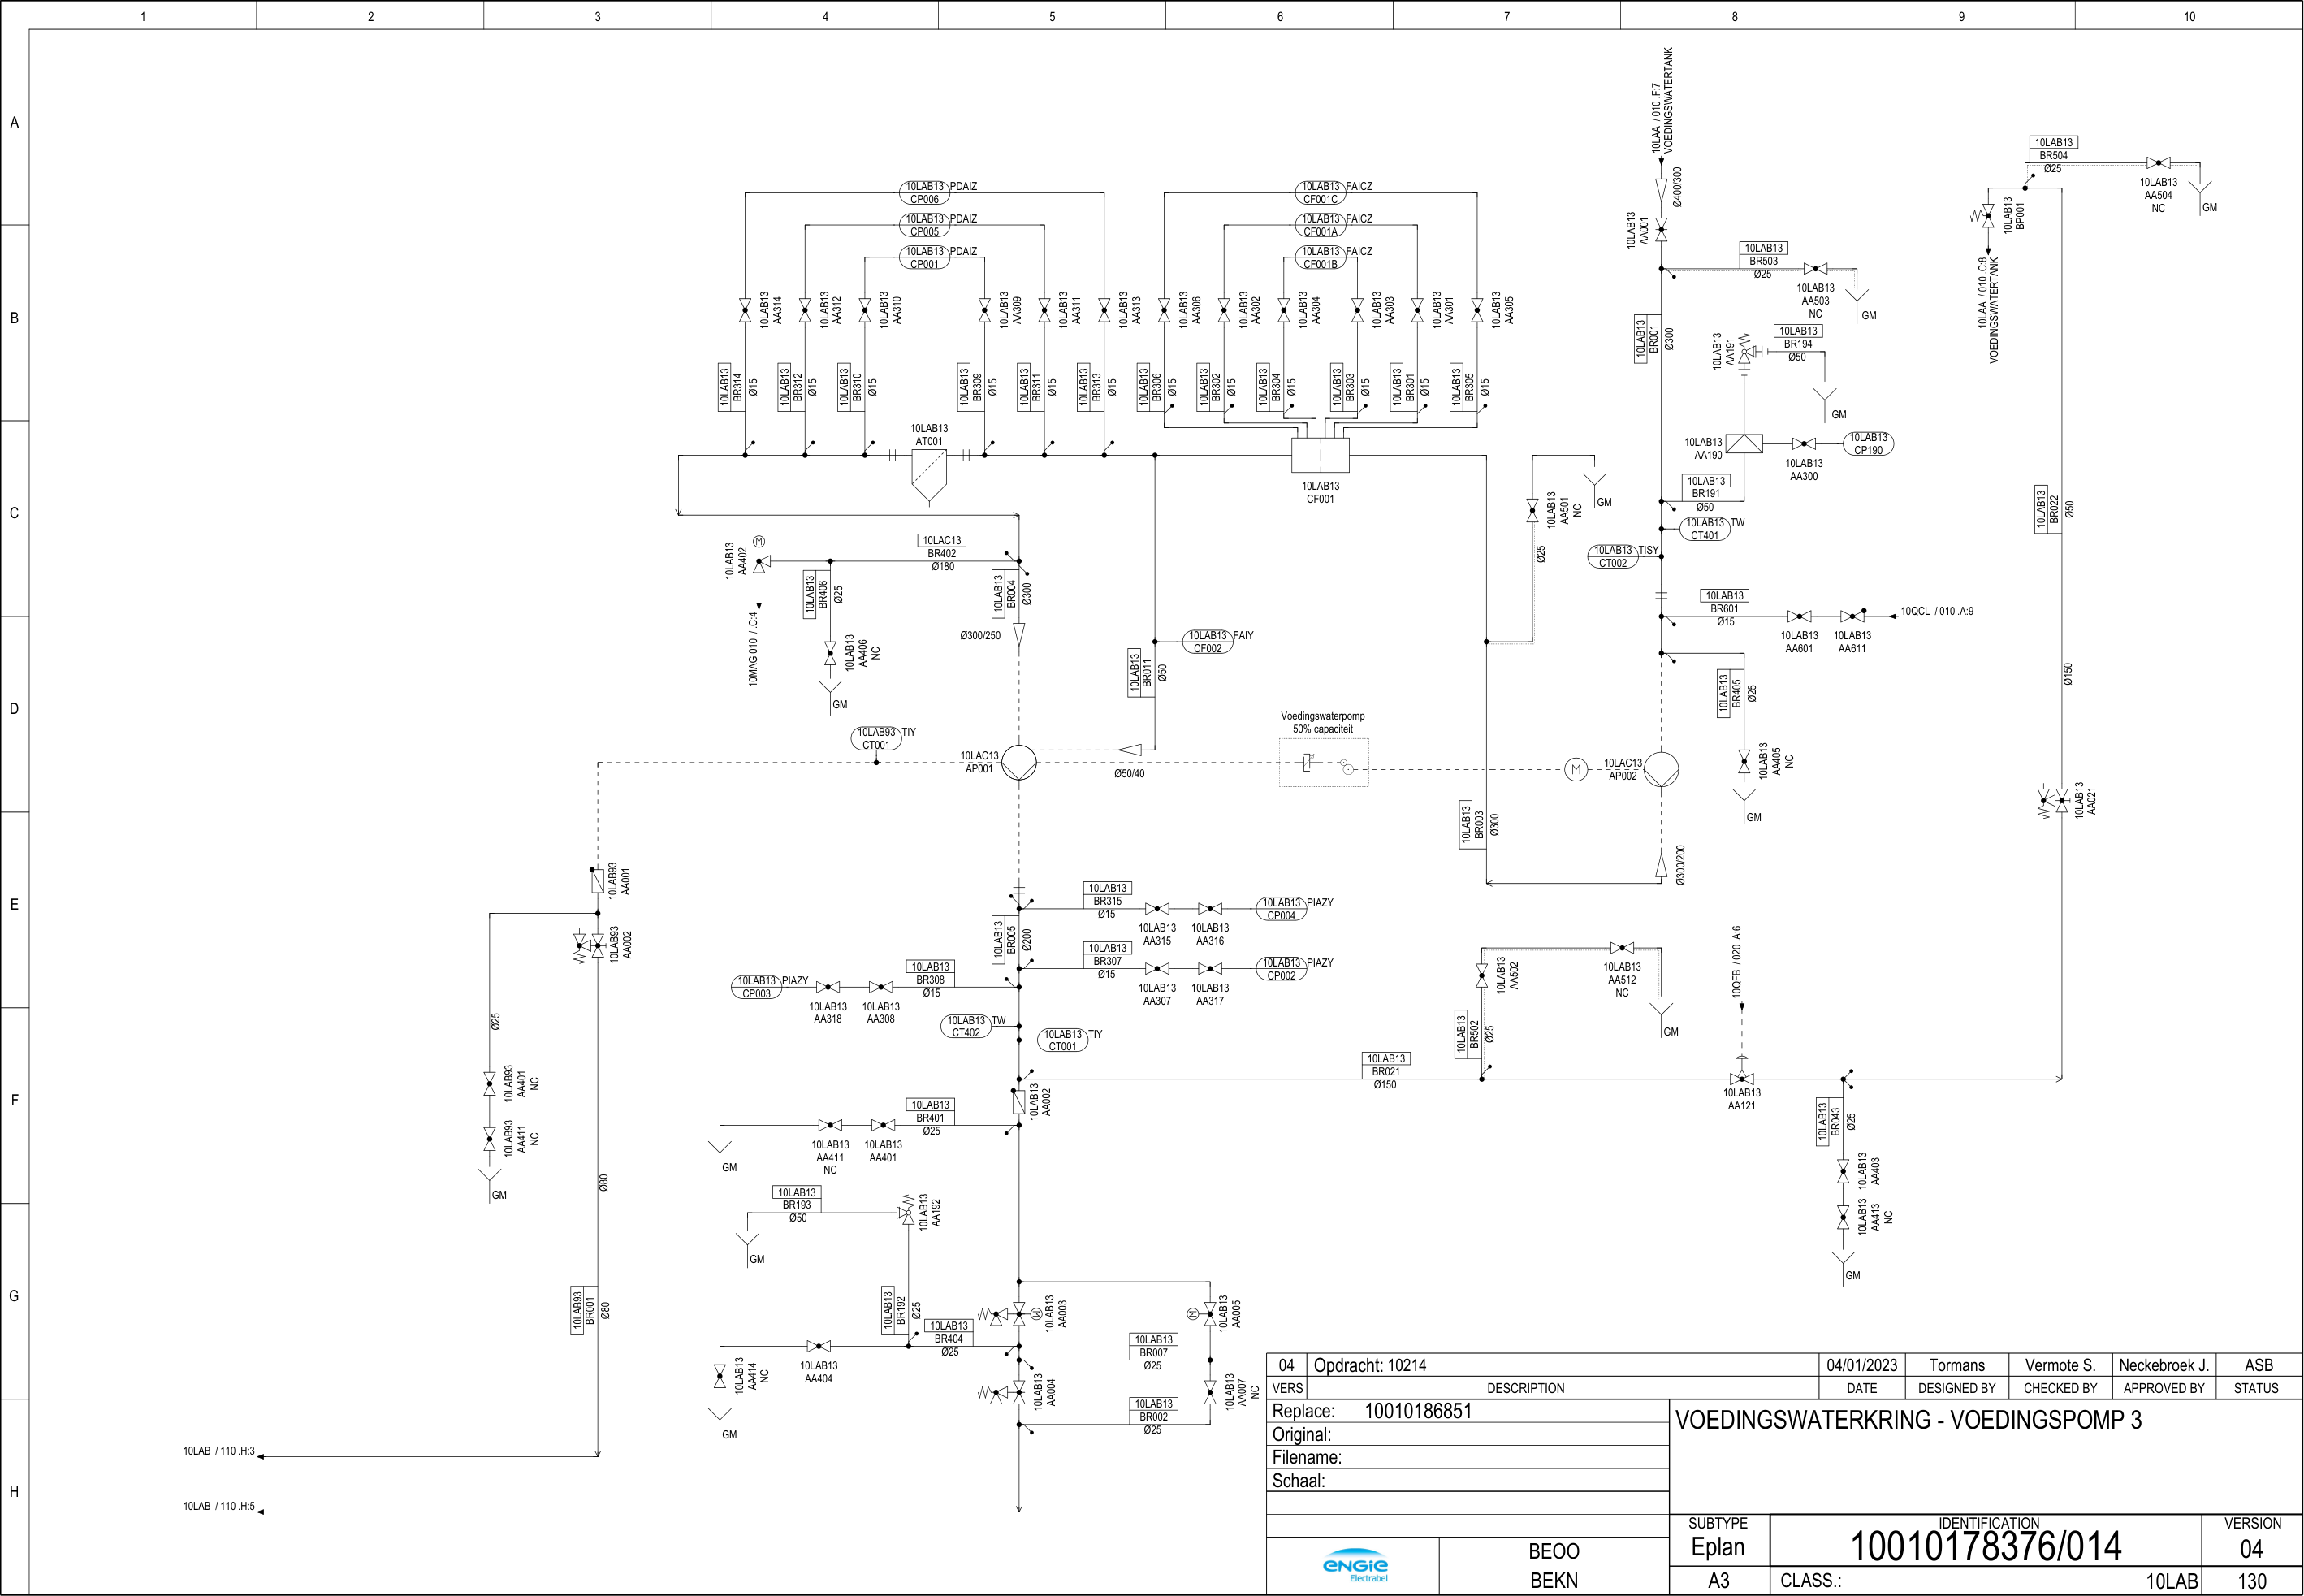 1 2 3 4 5 6 7 8 9 10
A
B
C
D
E
F
G
H
10LAA / 010 .F:7
VOEDINGSWATERTANK
Ø400/300
10LAB13
AA001
10LAB13
BR504
Ø25
10LAB13
AA504
NC
GM
10LAB13
BP001
10LAA / 010 .C:8
VOEDINGSWATERTANK
10LAB13 PDAIZ
CP006
10LAB13 PDAIZ
CP005
10LAB13 PDAIZ
CP001
10LAB13 FAICZ
CF001C
10LAB13 FAICZ
CF001A
10LAB13 FAICZ
CF001B
10LAB13
BR503
Ø25
10LAB13
AA503
NC
GM
10LAB13
AA314
10LAB13
AA312
10LAB13
AA310
10LAB13
AA309
10LAB13
AA311
10LAB13
AA313
10LAB13
AA306
10LAB13
AA302
10LAB13
AA304
10LAB13
AA303
10LAB13
AA301
10LAB13
AA305
10LAB13
BR314
Ø15
10LAB13
BR312
Ø15
10LAB13
BR310
Ø15
10LAB13
BR309
Ø15
10LAB13
BR311
Ø15
10LAB13
BR313
Ø15
10LAB13
BR306
Ø15
10LAB13
BR302
Ø15
10LAB13
BR304
Ø15
10LAB13
BR303
Ø15
10LAB13
BR301
Ø15
10LAB13
BR305
Ø15
10LAB13
BR001
Ø300
10LAB13
AA191
10LAB13
BR194
Ø50
GM
10LAB13
AT001
10LAB13
CF001
10LAB13
AA190
10LAB13
AA300
10LAB13
CP190
10LAB13
BR191
Ø50
10LAB13 TW
CT401
10LAB13 TISY
CT002
10LAB13
AA501
NC
GM
Ø25
10LAB13
BR022
Ø50
10LAB13
AA402
10LAC13
BR402
Ø180
10LAB13
BR406
Ø25
10LAB13
BR004
Ø300
10MAG 010 / .C:4
10LAB13
AA406
NC
GM
Ø300/250
10LAB13 FAIY
CF002
10LAB13
BR011
Ø50
10LAB13
BR601
Ø15
10LAB13
AA601
10LAB13
AA611
10QCL / 010 .A:9
10LAB13
BR405
Ø25
10LAB13
AA405
NC
GM
Ø150
10LAB93 TIY
CT001
10LAC13
AP001
Ø50/40
Voedingswaterpomp
50% capaciteit
M
10LAC13
AP002
10LAB13
AA021
10LAB13
BR003
Ø300
Ø300/200
10LAB93
AA001
10LAB93
AA002
10LAB13
BR005
Ø200
10LAB13
BR315
Ø15
10LAB13
AA315
10LAB13
AA316
10LAB13 PIAZY
CP004
10LAB13
BR307
Ø15
10LAB13
AA307
10LAB13
AA317
10LAB13 PIAZY
CP002
10LAB13 PIAZY
CP003
10LAB13
AA318
10LAB13
AA308
10LAB13
BR308
Ø15
10LAB13 TW
CT402
10LAB13 TIY
CT001
10LAB13
AA502
10LAB13
AA512
NC
GM
10LAB13
BR502
Ø25
10QFB / 020 .A:6
10LAB13
BR021
Ø150
10LAB13
AA121
10LAB13
BR043
Ø25
10LAB13
AA403
10LAB13
AA413
NC
GM
Ø25
10LAB93
AA401
NC
10LAB93
AA411
NC
GM
Ø80
10LAB13
AA002
10LAB13
BR401
Ø25
10LAB13
AA411
NC
10LAB13
AA401
GM
10LAB13
BR193
Ø50
10LAB13
AA192
GM
10LAB93
BR001
Ø80
10LAB13
BR192
Ø25
10LAB13
BR404
Ø25
10LAB13
AA404
10LAB13
AA414
NC
GM
M
10LAB13
AA003
M
10LAB13
AA005
10LAB13
BR007
Ø25
10LAB13
AA004
10LAB13
AA007
NC
10LAB13
BR002
Ø25
10LAB / 110 .H:3
10LAB / 110 .H:5
04 Opdracht: 10214 04/01/2023 Tormans Vermote S. Neckebroek J. ASB
VERS DESCRIPTION DATE DESIGNED BY CHECKED BY APPROVED BY STATUS
Replace: 10010186851
Original:
Filename:
Schaal:
VOEDINGSWATERKRING - VOEDINGSPOMP 3
ENGIE
Electrabel
BEOO
BEKN
SUBTYPE IDENTIFICATION VERSION
Eplan 10010178376/014 04
A3 CLASS.: 10LAB 130